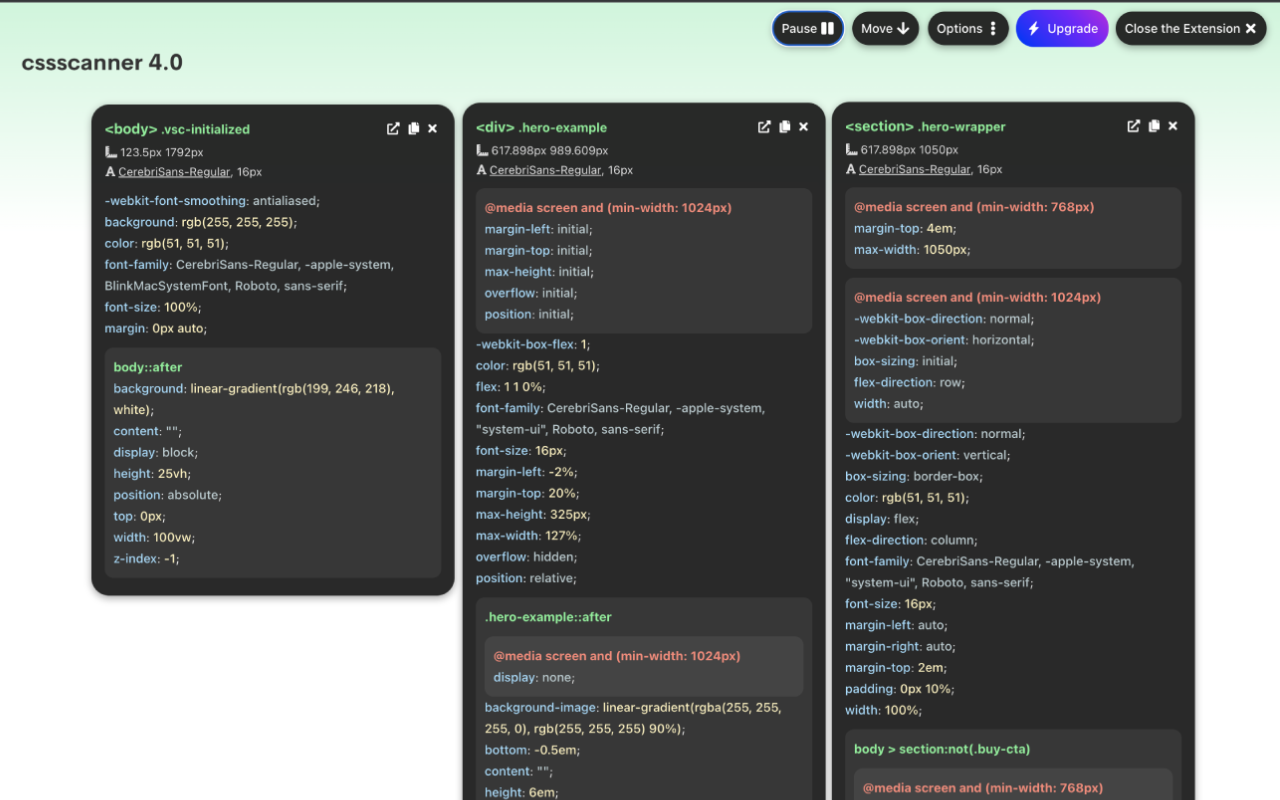 Pause
Move
Options
Upgrade
Close the Extension
cssscanner 4.0
<body> .vsc-initialized
123.5px 1792px
CerebriSans-Regular, 16px
-webkit-font-smoothing: antialiased;
background: rgb(255, 255, 255);
color: rgb(51, 51, 51);
font-family: CerebriSans-Regular, -apple-system,
BlinkMacSystemFont, Roboto, sans-serif;
font-size: 100%;
margin: 0px auto;
body::after
background: linear-gradient(rgb(199, 246, 218),
white);
content: "";
display: block;
height: 25vh;
position: absolute;
top: 0px;
width: 100vw;
z-index: -1;
<div> .hero-example
617.898px 989.609px
CerebriSans-Regular, 16px
@media screen and (min-width: 1024px)
margin-left: initial;
margin-top: initial;
max-height: initial;
overflow: initial;
position: initial;
-webkit-box-flex: 1;
color: rgb(51, 51, 51);
flex: 1 1 0%;
font-family: CerebriSans-Regular, -apple-system,
"system-ui", Roboto, sans-serif;
font-size: 16px;
margin-left: -2%;
margin-top: 20%;
max-height: 325px;
max-width: 127%;
overflow: hidden;
position: relative;
.hero-example::after
@media screen and (min-width: 1024px)
display: none;
background-image: linear-gradient(rgba(255, 255,
255, 0), rgb(255, 255, 255) 90%);
bottom: -0.5em;
content: "";
height: 6em;
<section> .hero-wrapper
617.898px 1050px
CerebriSans-Regular, 16px
@media screen and (min-width: 768px)
margin-top: 4em;
max-width: 1050px;
@media screen and (min-width: 1024px)
-webkit-box-direction: normal;
-webkit-box-orient: horizontal;
box-sizing: initial;
flex-direction: row;
width: auto;
-webkit-box-direction: normal;
-webkit-box-orient: vertical;
box-sizing: border-box;
color: rgb(51, 51, 51);
display: flex;
flex-direction: column;
font-family: CerebriSans-Regular, -apple-system,
"system-ui", Roboto, sans-serif;
font-size: 16px;
margin-left: auto;
margin-right: auto;
margin-top: 2em;
padding: 0px 10%;
width: 100%;
body > section:not(.buy-cta)
@media screen and (min-width: 768px)